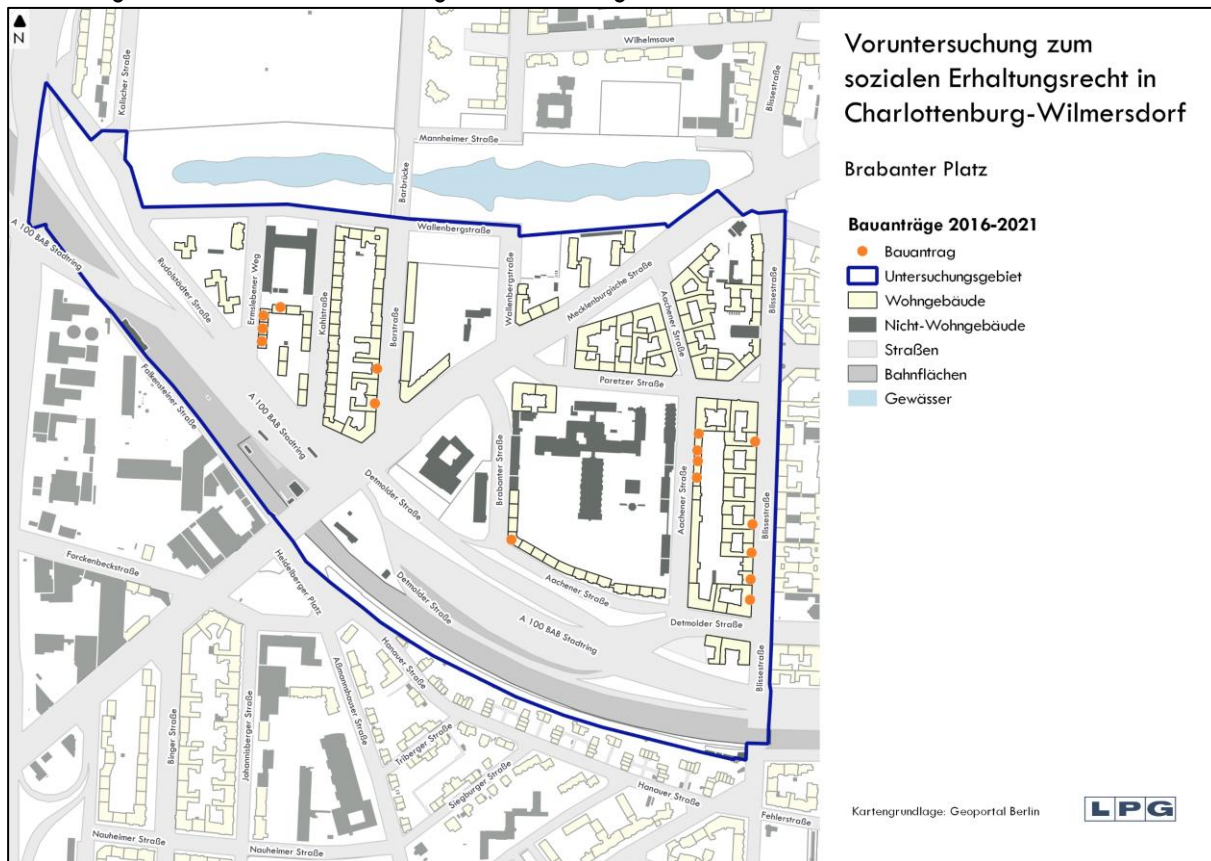 N
Voruntersuchung zum
sozialen Erhaltungsrecht in
Charlottenburg-Wilmersdorf
Brabanter Platz
Bauanträge 2016-2021
Bauantrag
Untersuchungsgebiet
Wohngebäude
Nicht-Wohngebäude
Straßen
Bahnflächen
Gewässer
Kalischer Straße
Wilhelmsaue
Blissestraße
Mannheimer Straße
Barbrücke
A 100 BAB Stadtring
Rudolstädter Straße
Wallenbergstraße
Ermslebener Weg
Kahlstraße
Barstraße
Wallenbergstraße
Mecklenburgische Straße
Aachener Straße
Blissestraße
Falkensteiner Straße
A 100 BAB Stadtring
Paretzer Straße
Brabanter Straße
Detmolder Straße
Aachener Straße
Blissestraße
Forckenbeckstraße
Heidelberger Platz
Detmolder Straße
Aachener Straße
A 100 BAB Stadtring
Detmolder Straße
Hanauer Straße
Aßmannshauser Straße
Blissestraße
Binger Straße
Johannisberger Straße
Triberger Straße
Siegburger Straße
Hanauer Straße
Nauheimer Straße
Nauheimer Straße
Fehlerstraße
Kartengrundlage: Geoportal Berlin
LPG